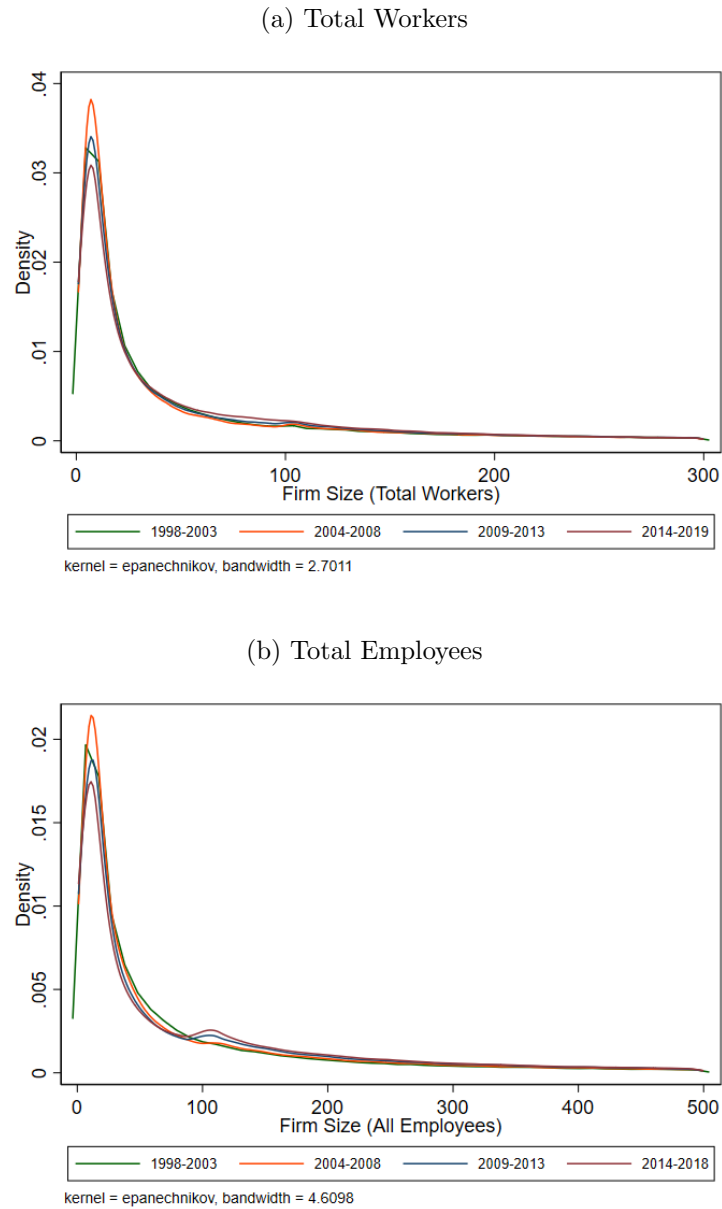 (a) Total Workers
.04
.03
.02
.01
0
Density
0 100 200 300
Firm Size (Total Workers)
1998-2003 2004-2008 2009-2013 2014-2019
kernel = epanechnikov, bandwidth = 2.7011
(b) Total Employees
.02
.015
.01
.005
0
Density
0 100 200 300 400 500
Firm Size (All Employees)
1998-2003 2004-2008 2009-2013 2014-2018
kernel = epanechnikov, bandwidth = 4.6098